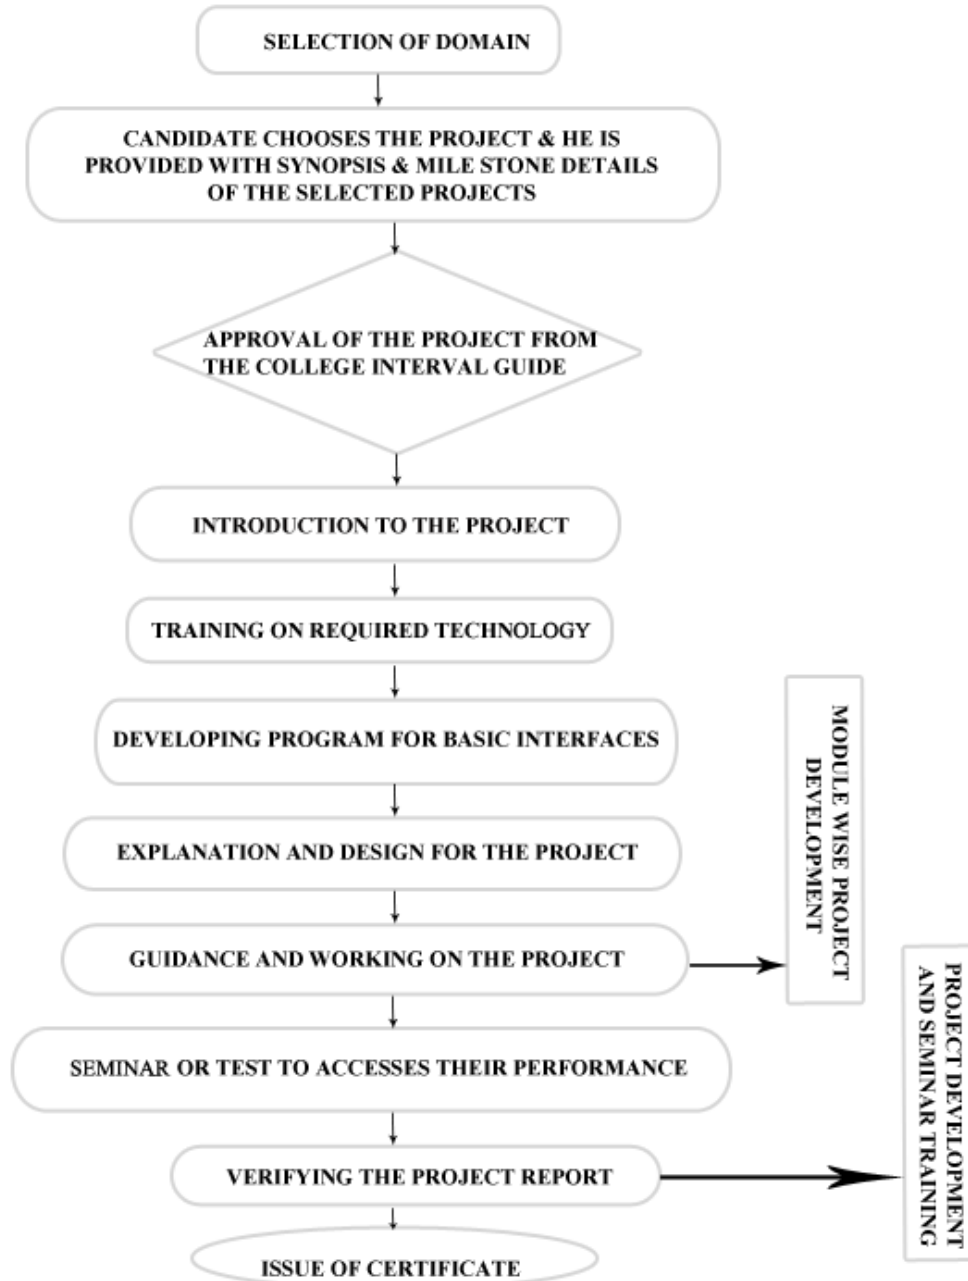 SELECTION OF DOMAIN
CANDIDATE CHOOSES THE PROJECT & HE IS
PROVIDED WITH SYNOPSIS & MILE STONE DETAILS
OF THE SELECTED PROJECTS
APPROVAL OF THE PROJECT FROM
THE COLLEGE INTERVAL GUIDE
INTRODUCTION TO THE PROJECT
TRAINING ON REQUIRED TECHNOLOGY
DEVELOPING PROGRAM FOR BASIC INTERFACES
EXPLANATION AND DESIGN FOR THE PROJECT
GUIDANCE AND WORKING ON THE PROJECT
MODULE WISE PROJECT
DEVELOPMENT
SEMINAR OR TEST TO ACCESSES THEIR PERFORMANCE
VERIFYING THE PROJECT REPORT
PROJECT DEVELOPMENT
AND SEMINAR TRAINING
ISSUE OF CERTIFICATE